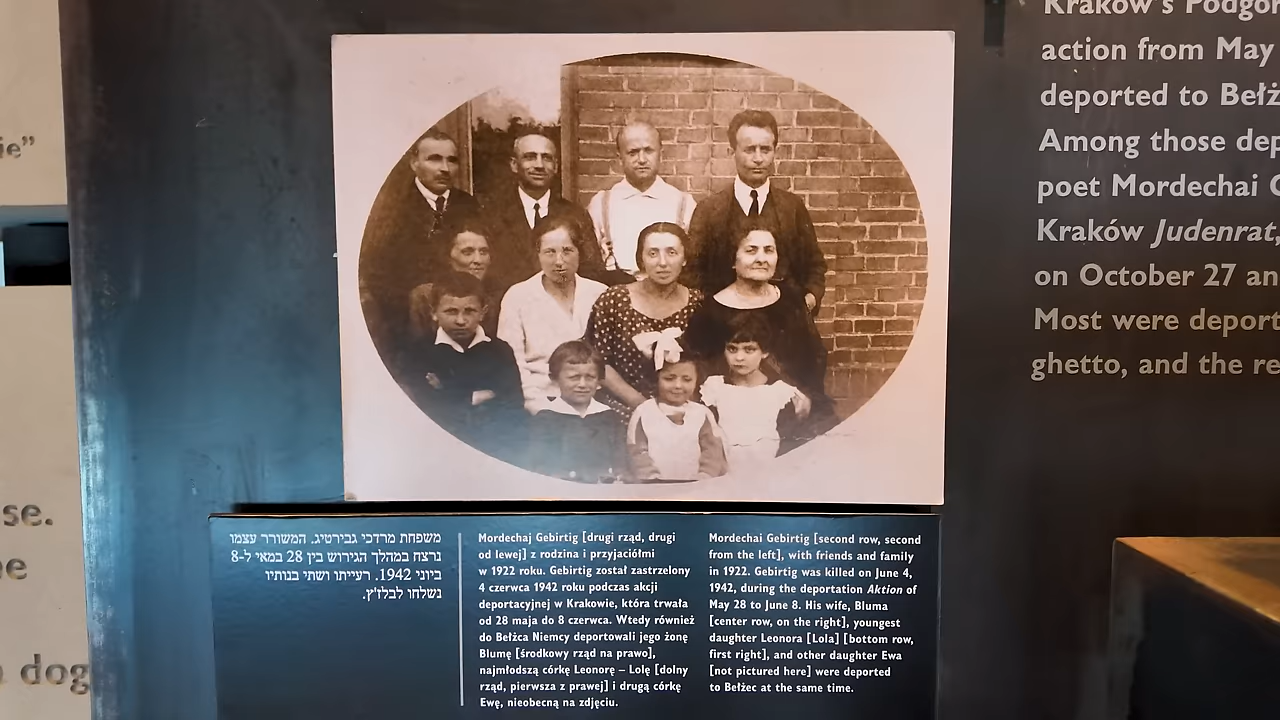 ie”
se.
dog
Kraków's Podgór
action from May
deported to Bełż
Among those dep
poet Mordechai G
Kraków Judenrat,
on October 27 an
Most were deport
ghetto, and the re
משפחת מרדכי גבירטיג. המשורר עצמו
נרצח במהלך הגירוש בין 28 במאי ל-8
ביוני 1942. רעייתו ושתי בנותיו
נשלחו לבלז'ץ.
Mordechaj Gebirtig [drugi rząd, drugi
od lewej] z rodzina i przyjaciółmi
w 1922 roku. Gebirtig został zastrzelony
4 czerwca 1942 roku podczas akcji
deportacyjnej w Krakowie, która trwała
od 28 maja do 8 czerwca. Wtedy również
do Bełżca Niemcy deportowali jego żonę
Blumę [środkowy rząd na prawo],
najmłodszą córkę Leonorę – Lolę [dolny
rząd, pierwsza z prawej] i drugą córkę
Ewę, nieobecną na zdjęciu.
Mordechai Gebirtig [second row, second
from the left], with friends and family
in 1922. Gebirtig was killed on June 4,
1942, during the deportation Aktion of
May 28 to June 8. His wife, Bluma
[center row, on the right], youngest
daughter Leonora [Lola] [bottom row,
first right], and other daughter Ewa
[not pictured here] were deported
to Bełżec at the same time.